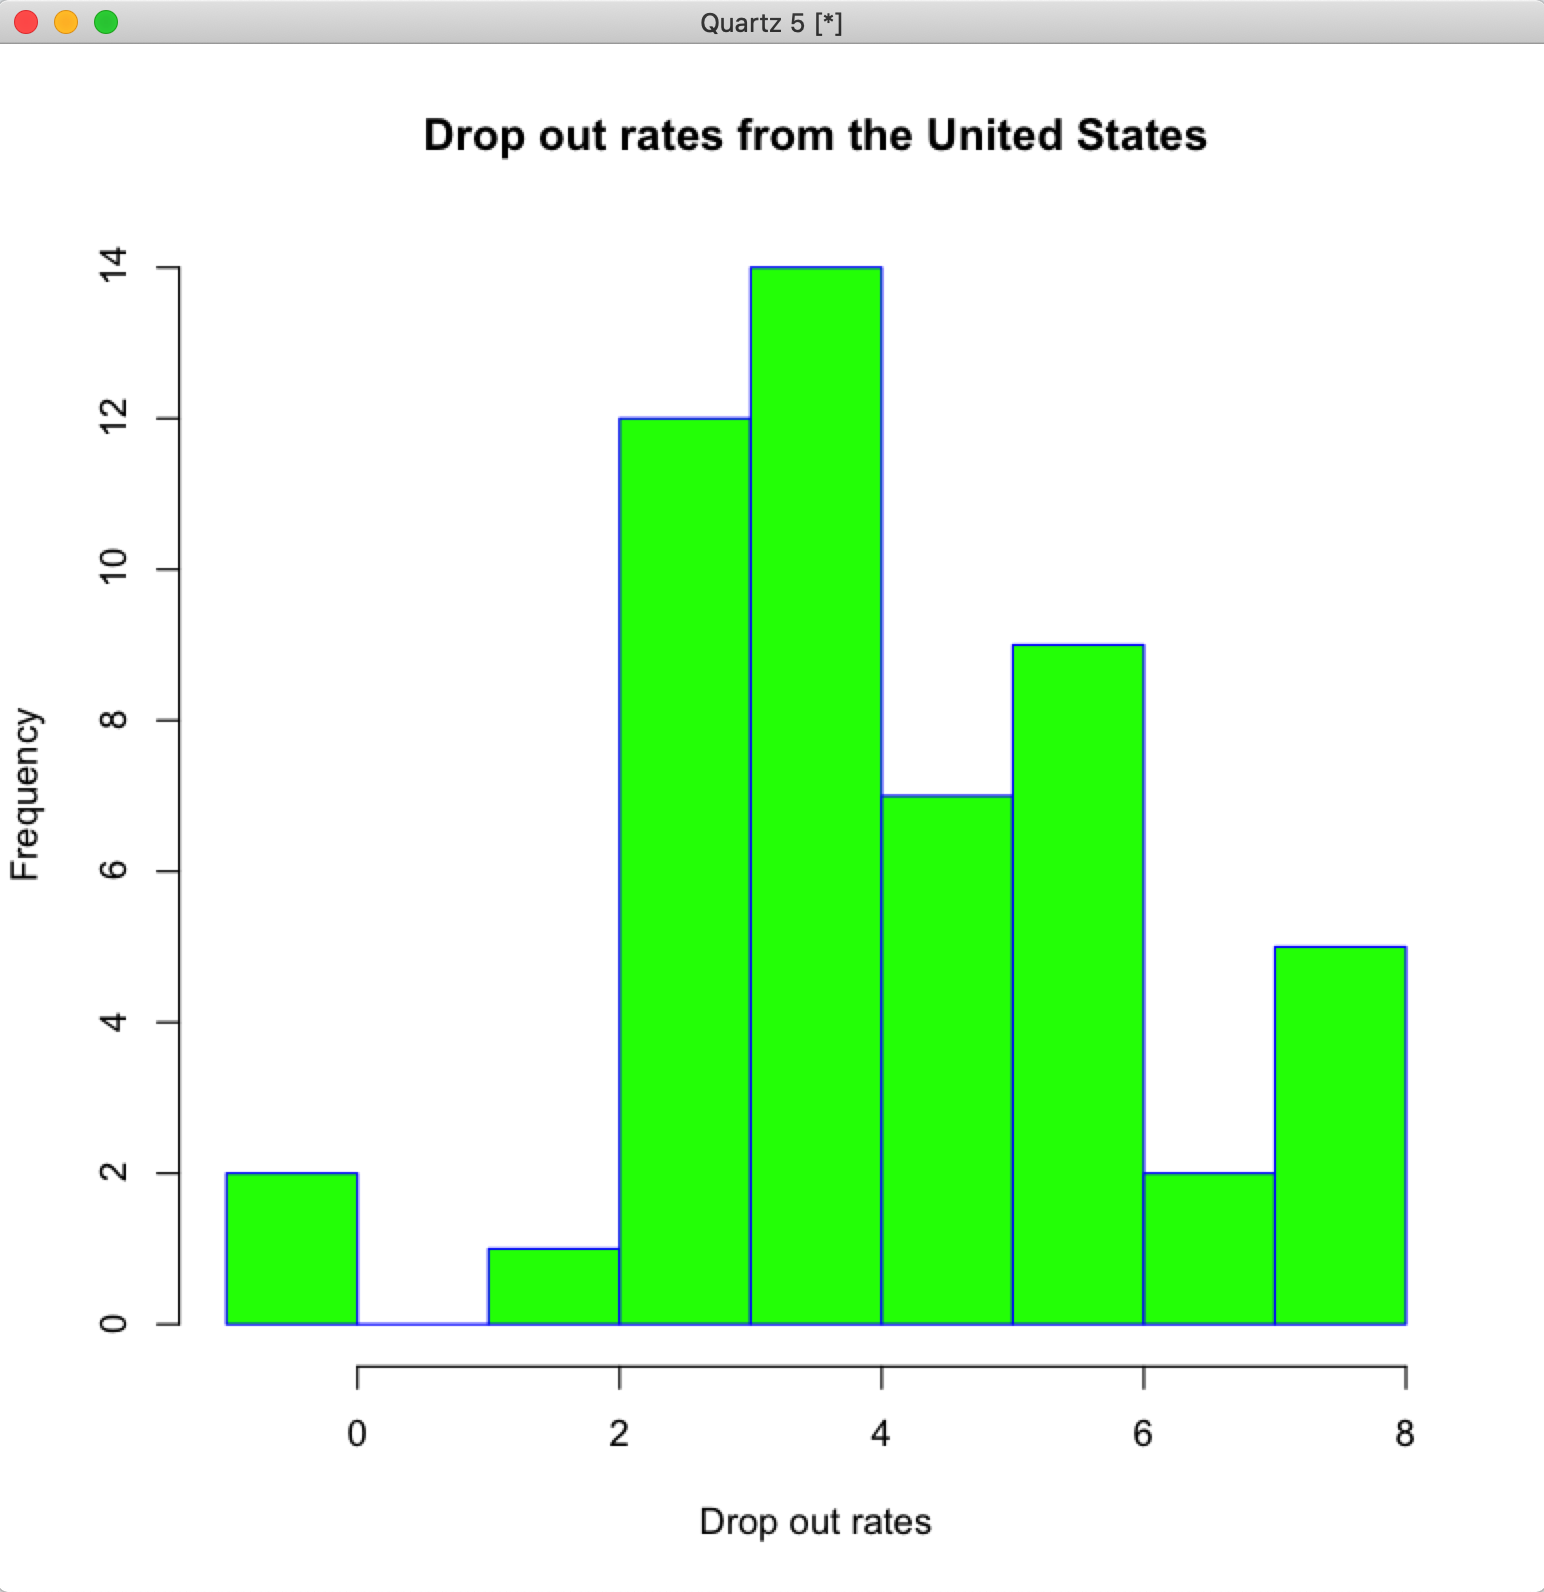 Quartz 5 [*]
Drop out rates from the United States
Frequency
14
12
10
8
6
4
2
0
0 2 4 6 8
Drop out rates